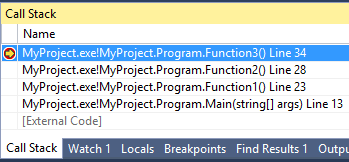 Call Stack
Name
MyProject.exe!MyProject.Program.Function3() Line 34
MyProject.exe!MyProject.Program.Function2() Line 28
MyProject.exe!MyProject.Program.Function1() Line 23
MyProject.exe!MyProject.Program.Main(string[] args) Line 13
[External Code]
Call Stack Watch 1 Locals Breakpoints Find Results 1 Outpu